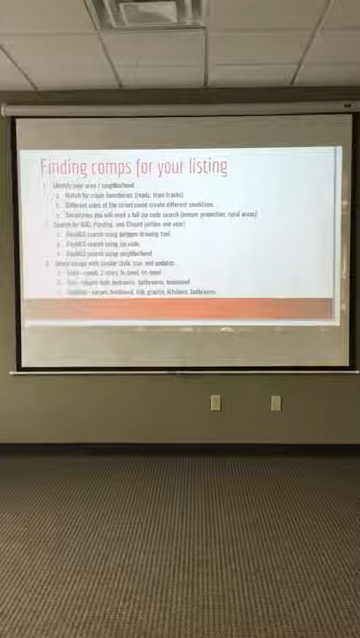 Finding comps for your listing
1. Identify your area / neighborhood
a. Watch for major boundaries (roads, train tracks)
b. Different sides of the street could create different conditions
c. Sometimes you will need a full zip code search (unique properties, rural areas)
2. Search for Pending, and Closed (within one year)
a. FlexMLS search using polygon drawing tool
b. FlexMLS search using zip code
c. FlexMLS search using neighborhood
3. Select comps with similar style, size, and updates
a. Style - ranch, 2-story, bi-level, tri-level
b. Size - square feet, bedrooms, bathrooms, basement
c. Updates - carpet, hardwood, tile, granite, kitchens, bathrooms